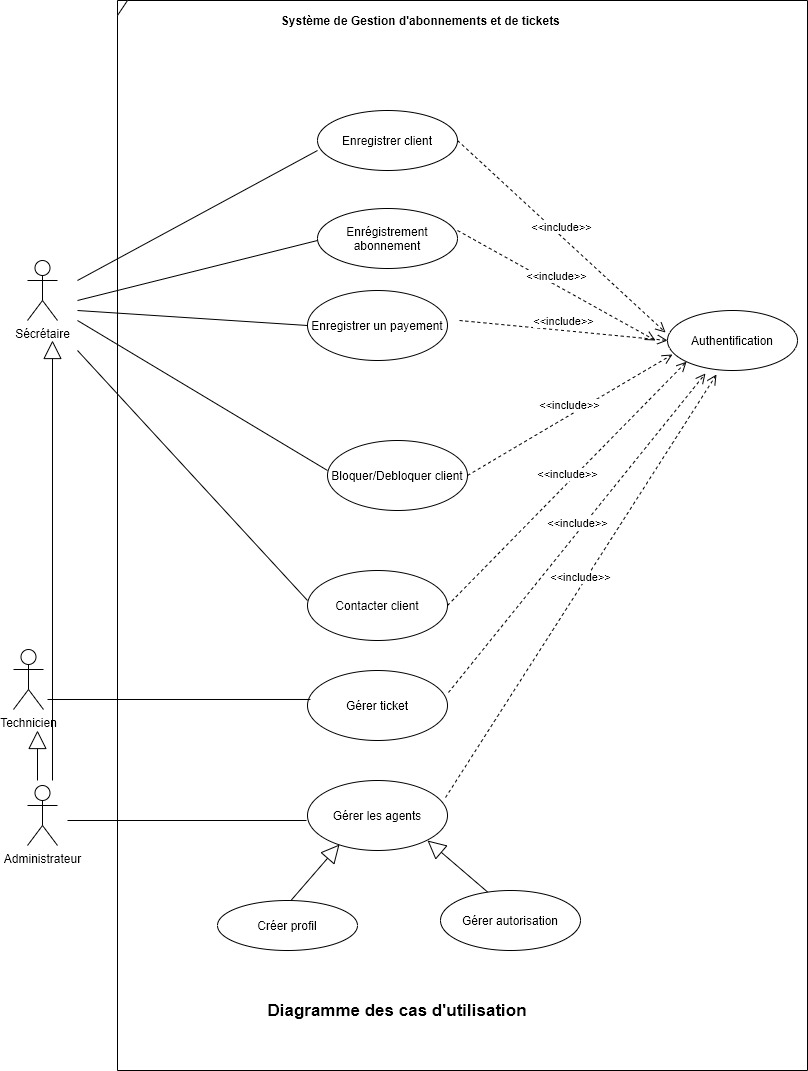 Système de Gestion d'abonnements et de tickets
Enregistrer client
<<include>>
Enrégistrement
abonnement
<<include>>
Sécrétaire
Enregistrer un payement
<<include>>
Authentification
<<include>>
Bloquer/Debloquer client
<<include>>
<<include>>
<<include>>
Contacter client
Technicien
Gérer ticket
Administrateur
Gérer les agents
Créer profil
Gérer autorisation
Diagramme des cas d'utilisation